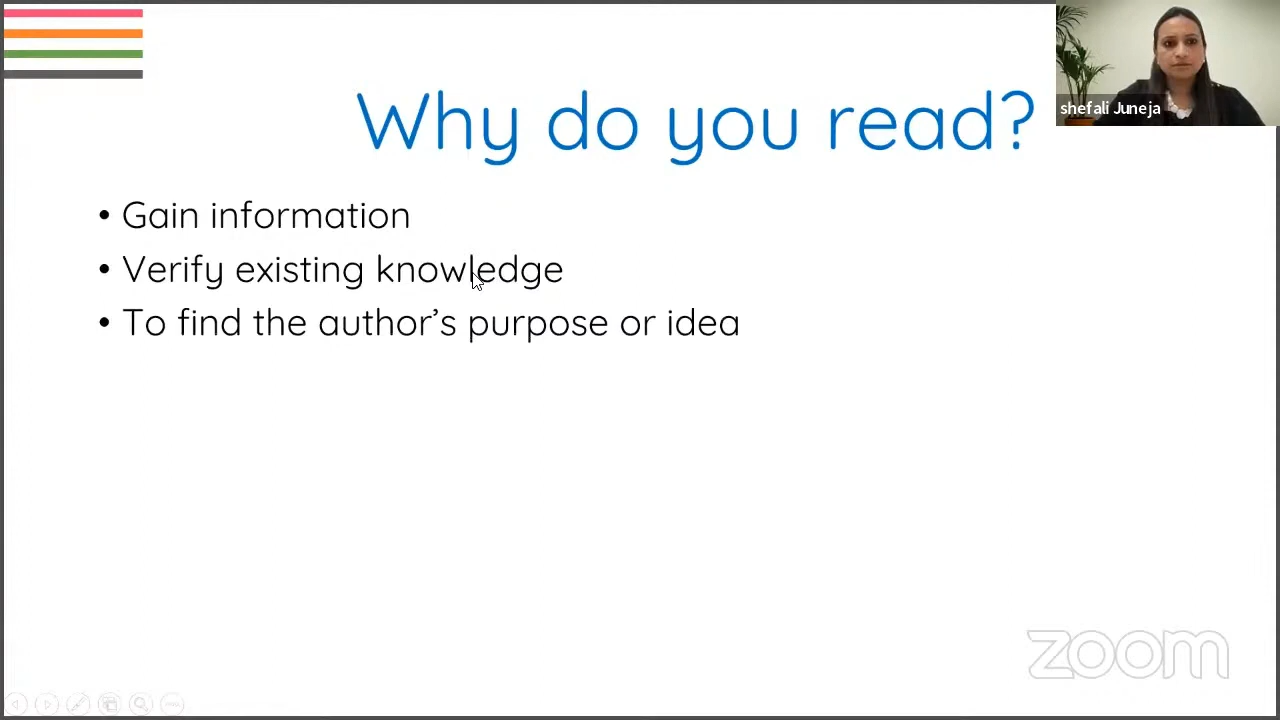 Why do you read?
shefali Juneja
• Gain information
• Verify existing knowledge
• To find the author's purpose or idea
zoom